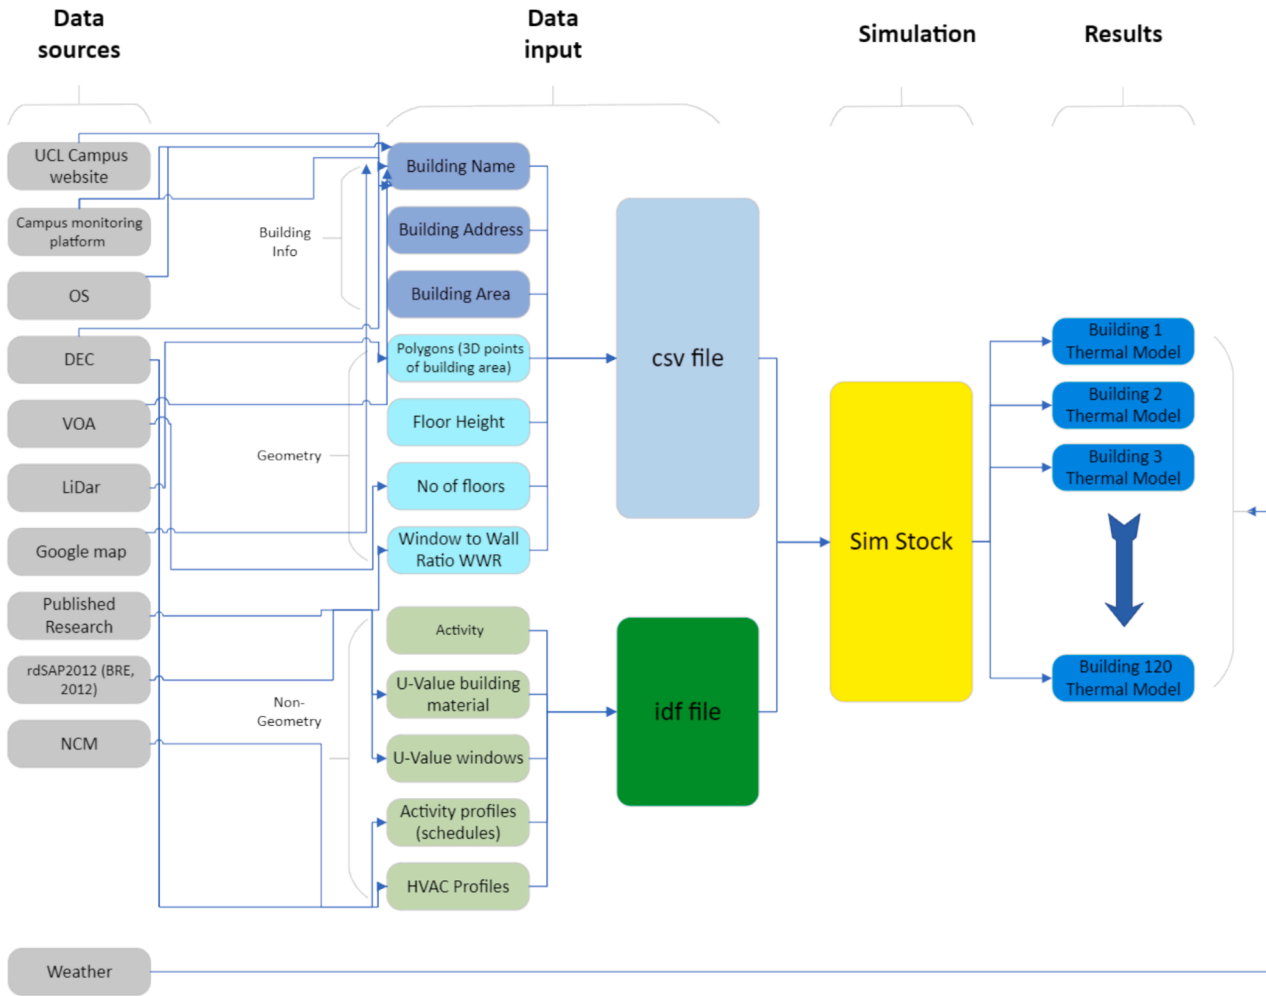 Data
sources
Data
input
Simulation
Results
UCL Campus
website
Campus monitoring
platform
OS
DEC
VOA
LiDar
Google map
Published
Research
rdSAP2012 (BRE,
2012)
NCM
Weather
Building
Info
Geometry
Non-
Geometry
Building Name
Building Address
Building Area
Polygons (3D points
of building area)
Floor Height
No of floors
Window to Wall
Ratio WWR
Activity
U-Value building
material
U-Value windows
Activity profiles
(schedules)
HVAC Profiles
csv file
idf file
Sim Stock
Building 1
Thermal Model
Building 2
Thermal Model
Building 3
Thermal Model
Building 120
Thermal Model